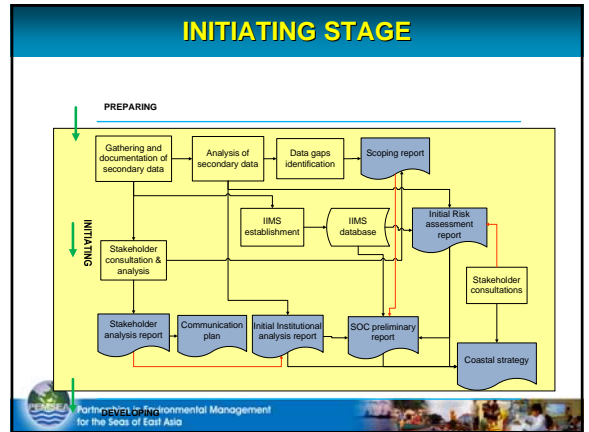 INITIATING STAGE
PREPARING
Gathering and
documentation of
secondary data
Analysis of
secondary data
Data gaps
identification
Scoping report
INITIATING
IIMS
establishment
IIMS
database
Initial Risk
assessment
report
Stakeholder
consultation &
analysis
Stakeholder
consultations
Stakeholder
analysis report
Communication
plan
Initial Institutional
analysis report
SOC preliminary
report
Coastal strategy
DEVELOPING
PEMSEA
Partnerships in Environmental Management
for the Seas of East Asia